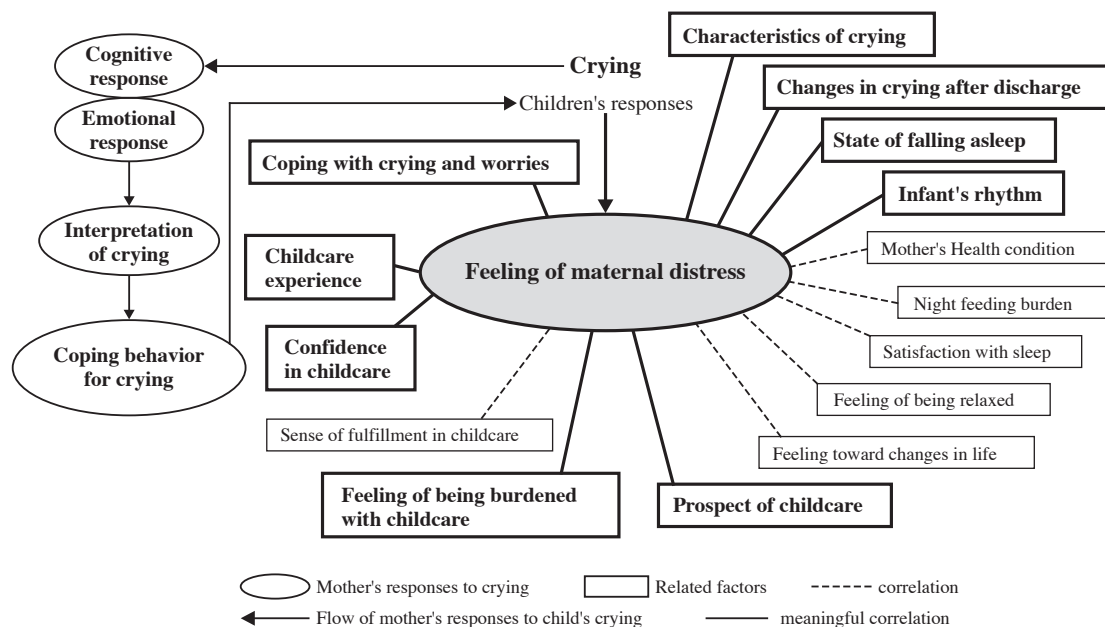 Characteristics of crying
Cognitive
response
Crying
Changes in crying after discharge
Children's responses
Emotional
response
State of falling asleep
Coping with crying and worries
Infant's rhythm
Interpretation
of crying
Childcare
experience
Feeling of maternal distress
Mother's Health condition
Night feeding burden
Coping behavior
for crying
Confidence
in childcare
Satisfaction with sleep
Feeling of being relaxed
Sense of fulfillment in childcare
Feeling toward changes in life
Feeling of being burdened
with childcare
Prospect of childcare
Mother's responses to crying
Related factors
correlation
Flow of mother's responses to child's crying
meaningful correlation